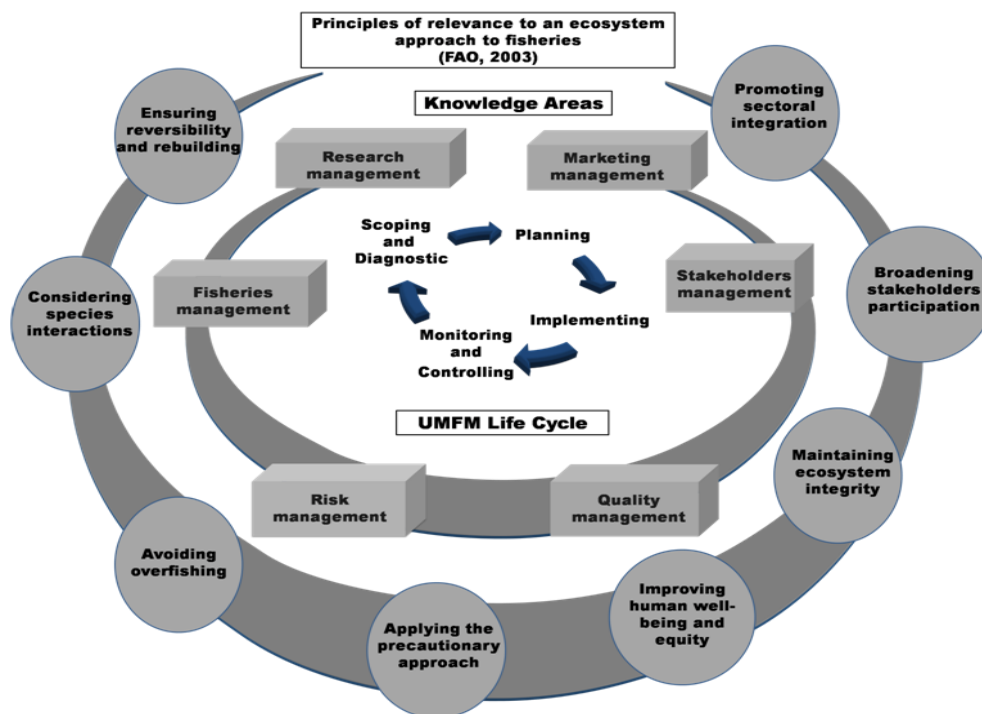 Principles of relevance to an ecosystem
approach to fisheries
(FAO, 2003)
Ensuring
reversibility
and rebuilding
Promoting
sectoral
integration
Knowledge Areas
Research
management
Marketing
management
Scoping
and
Diagnostic
Planning
Considering
species
interactions
Fisheries
management
Stakeholders
management
Broadening
stakeholders
participation
Implementing
Monitoring
and
Controlling
UMFM Life Cycle
Maintaining
ecosystem
integrity
Risk
management
Quality
management
Avoiding
overfishing
Improving
human well-
being and
equity
Applying the
precautionary
approach